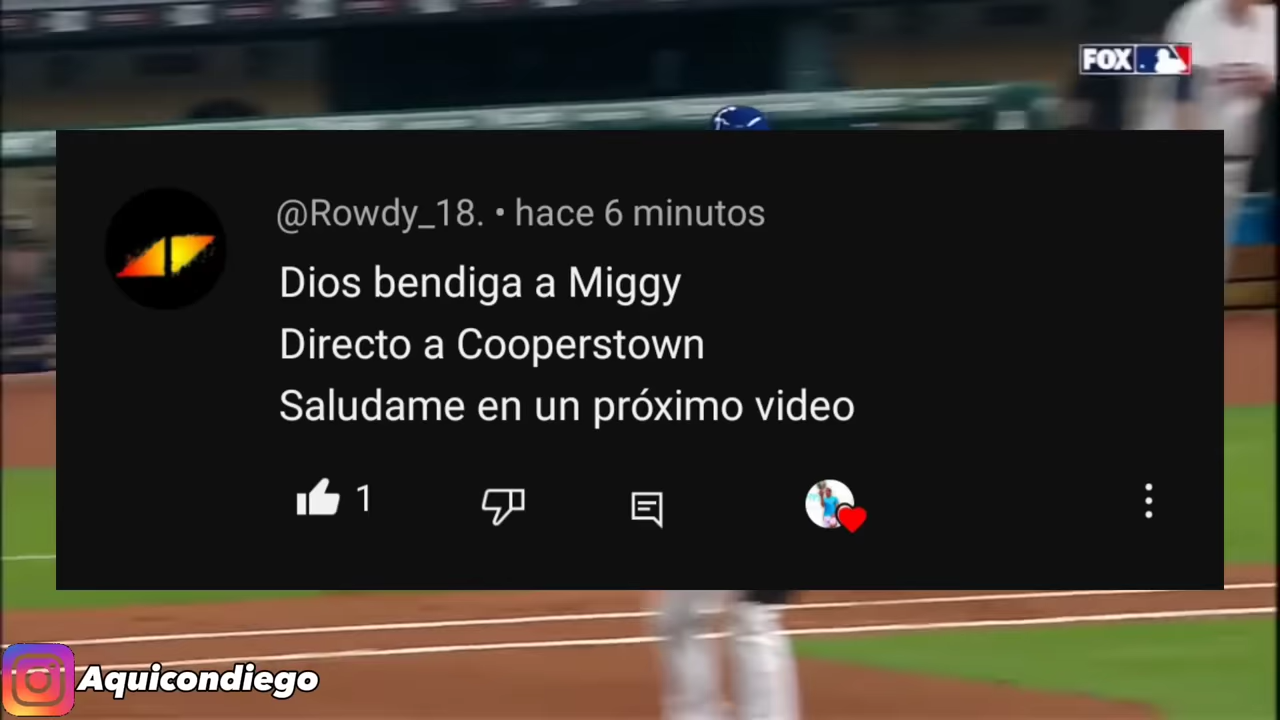 FOX
@Rowdy_18. • hace 6 minutos
Dios bendiga a Miggy
Directo a Cooperstown
Saludame en un próximo video
1
Aquicondiego